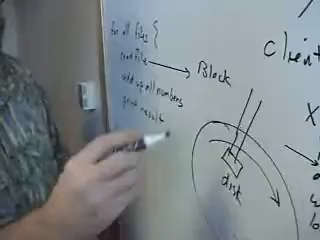 for all files {
read file → Block
add up all numbers
print result
Client
X
disk